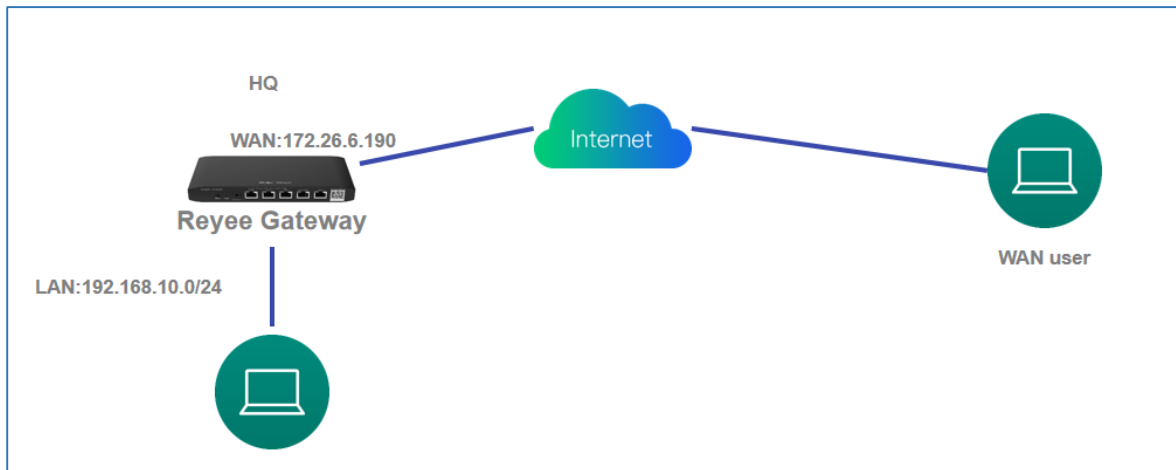 HQ
WAN:172.26.6.190
Internet
Reyee Gateway
WAN user
LAN:192.168.10.0/24